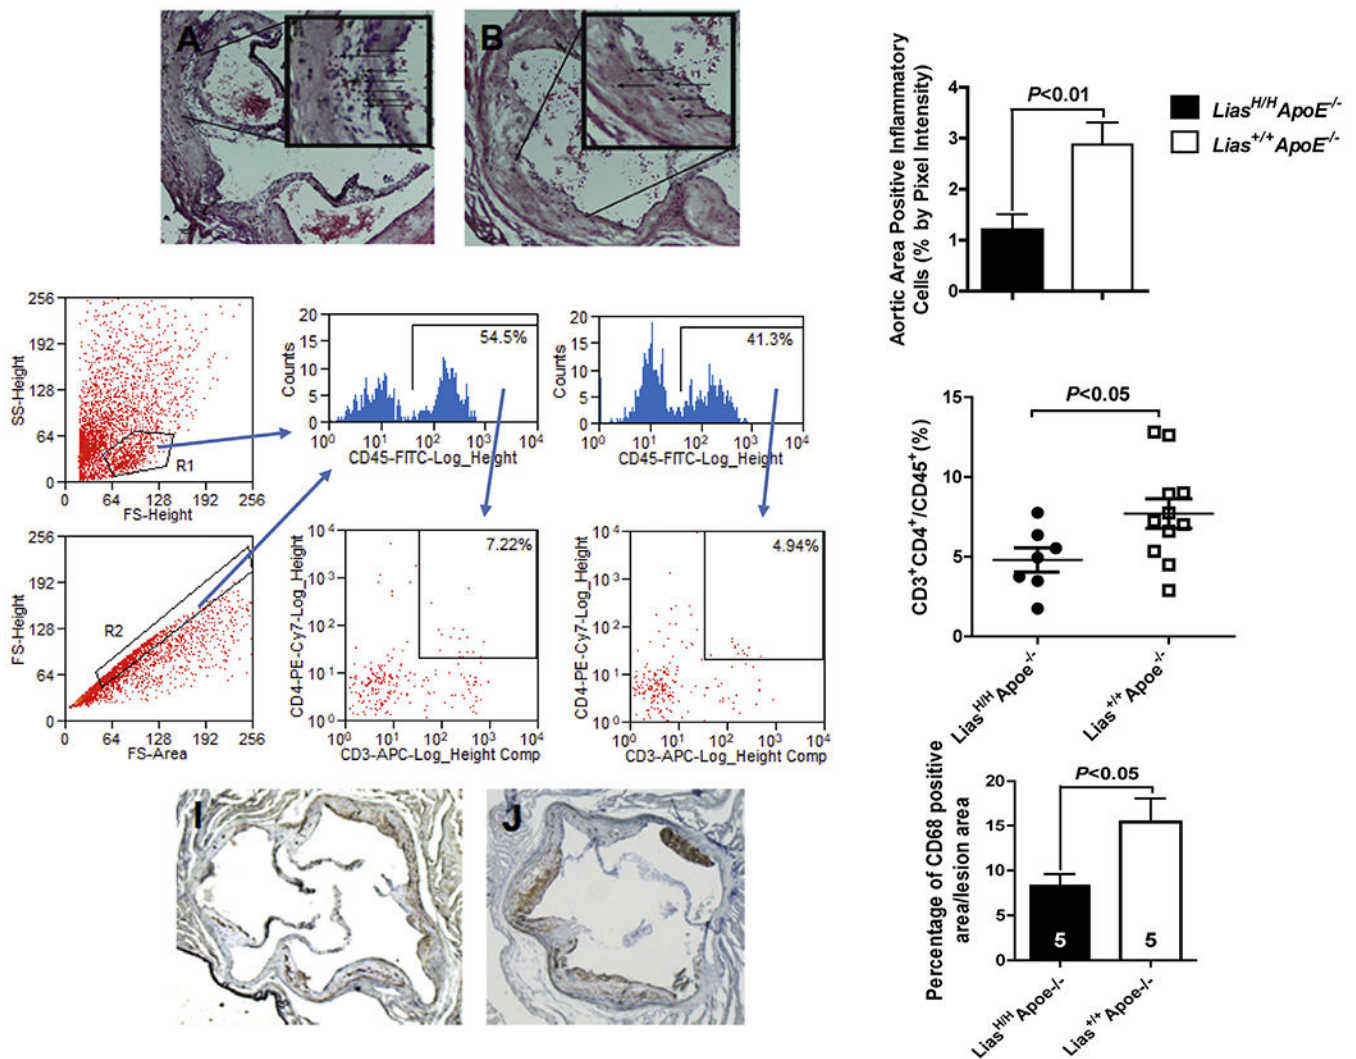 A
B
Aortic Area Positive Inflammatory
Cells (% by Pixel Intensity)
4
3
2
1
0
P<0.01
Lias^H/H ApoE^-/-
Lias^+/+ ApoE^-/-
SS-Height
256
192
128
64
0
R1
0 64 128 192 256
FS-Height
Counts
20
15
10
5
0
54.5%
10^0 10^1 10^2 10^3 10^4
CD45-FITC-Log_Height
Counts
20
15
10
5
0
41.3%
10^0 10^1 10^2 10^3 10^4
CD45-FITC-Log_Height
CD3^+CD4^+/CD45^+(%)
15
10
5
0
P<0.05
Lias^H/H Apoe^-/-
Lias^+/+ Apoe^-/-
FS-Height
256
192
128
64
0
R2
0 64 128 192 256
FS-Area
CD4-PE-Cy7-Log_Height
10^4
10^3
10^2
10^1
10^0
7.22%
10^0 10^1 10^2 10^3 10^4
CD3-APC-Log_Height Comp
CD4-PE-Cy7-Log_Height
10^4
10^3
10^2
10^1
10^0
4.94%
10^0 10^1 10^2 10^3 10^4
CD3-APC-Log_Height Comp
I
J
Percentage of CD68 positive
area/lesion area
20
15
10
5
0
P<0.05
5
5
Lias^H/H Apoe-/-
Lias^+/+ Apoe-/-